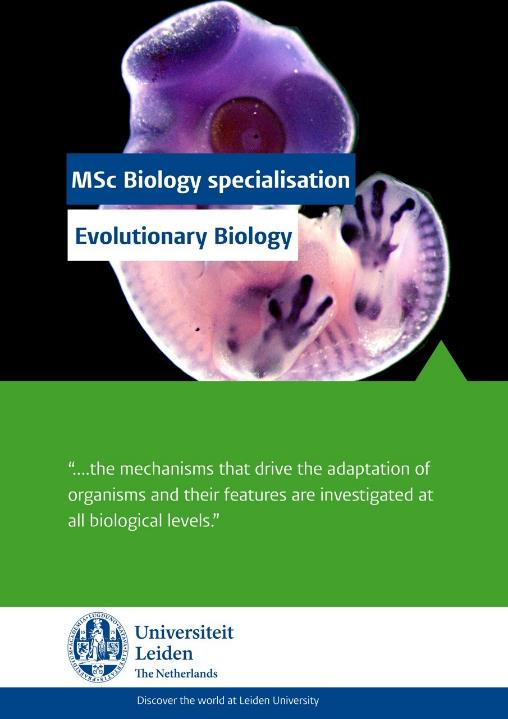 MSc Biology specialisation
Evolutionary Biology
“....the mechanisms that drive the adaptation of
organisms and their features are investigated at
all biological levels.”
Universiteit
Leiden
The Netherlands
Discover the world at Leiden University